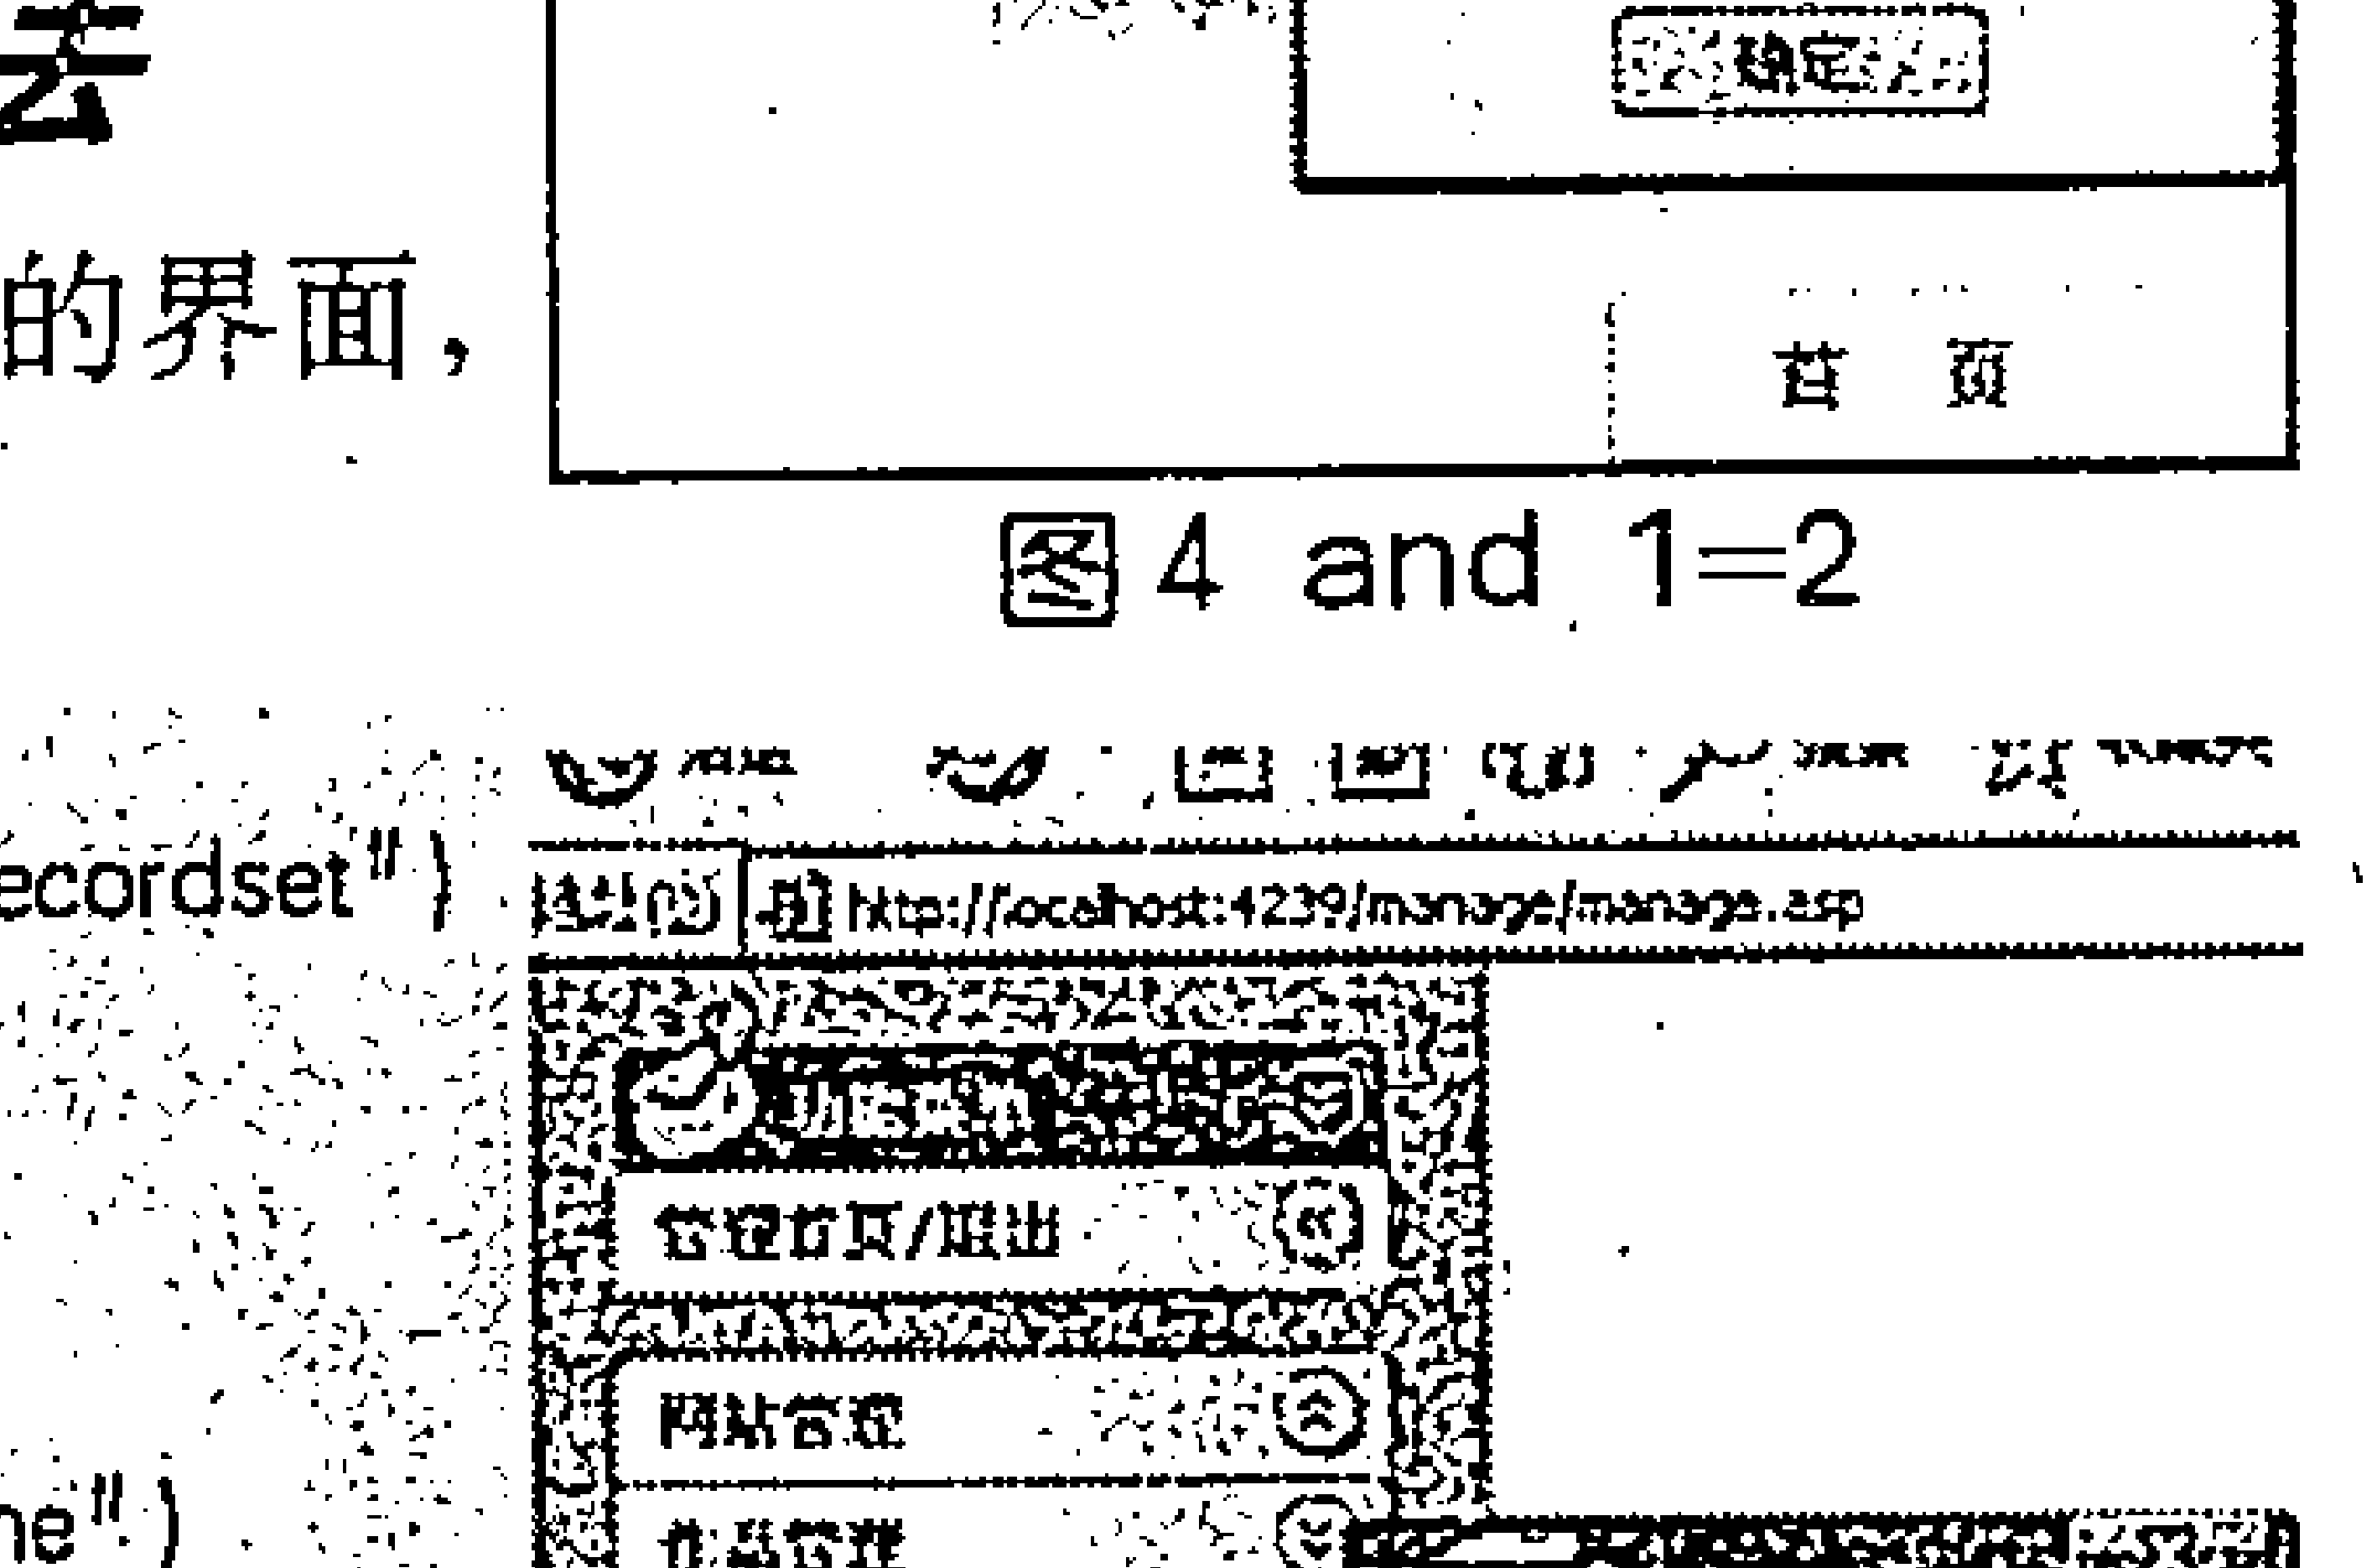 确定
的界面，
首 页
图4 and 1=2
ecordset")
http://localhost:4239/manage/manage.asp
管理首页/退出
网站管理
ne")